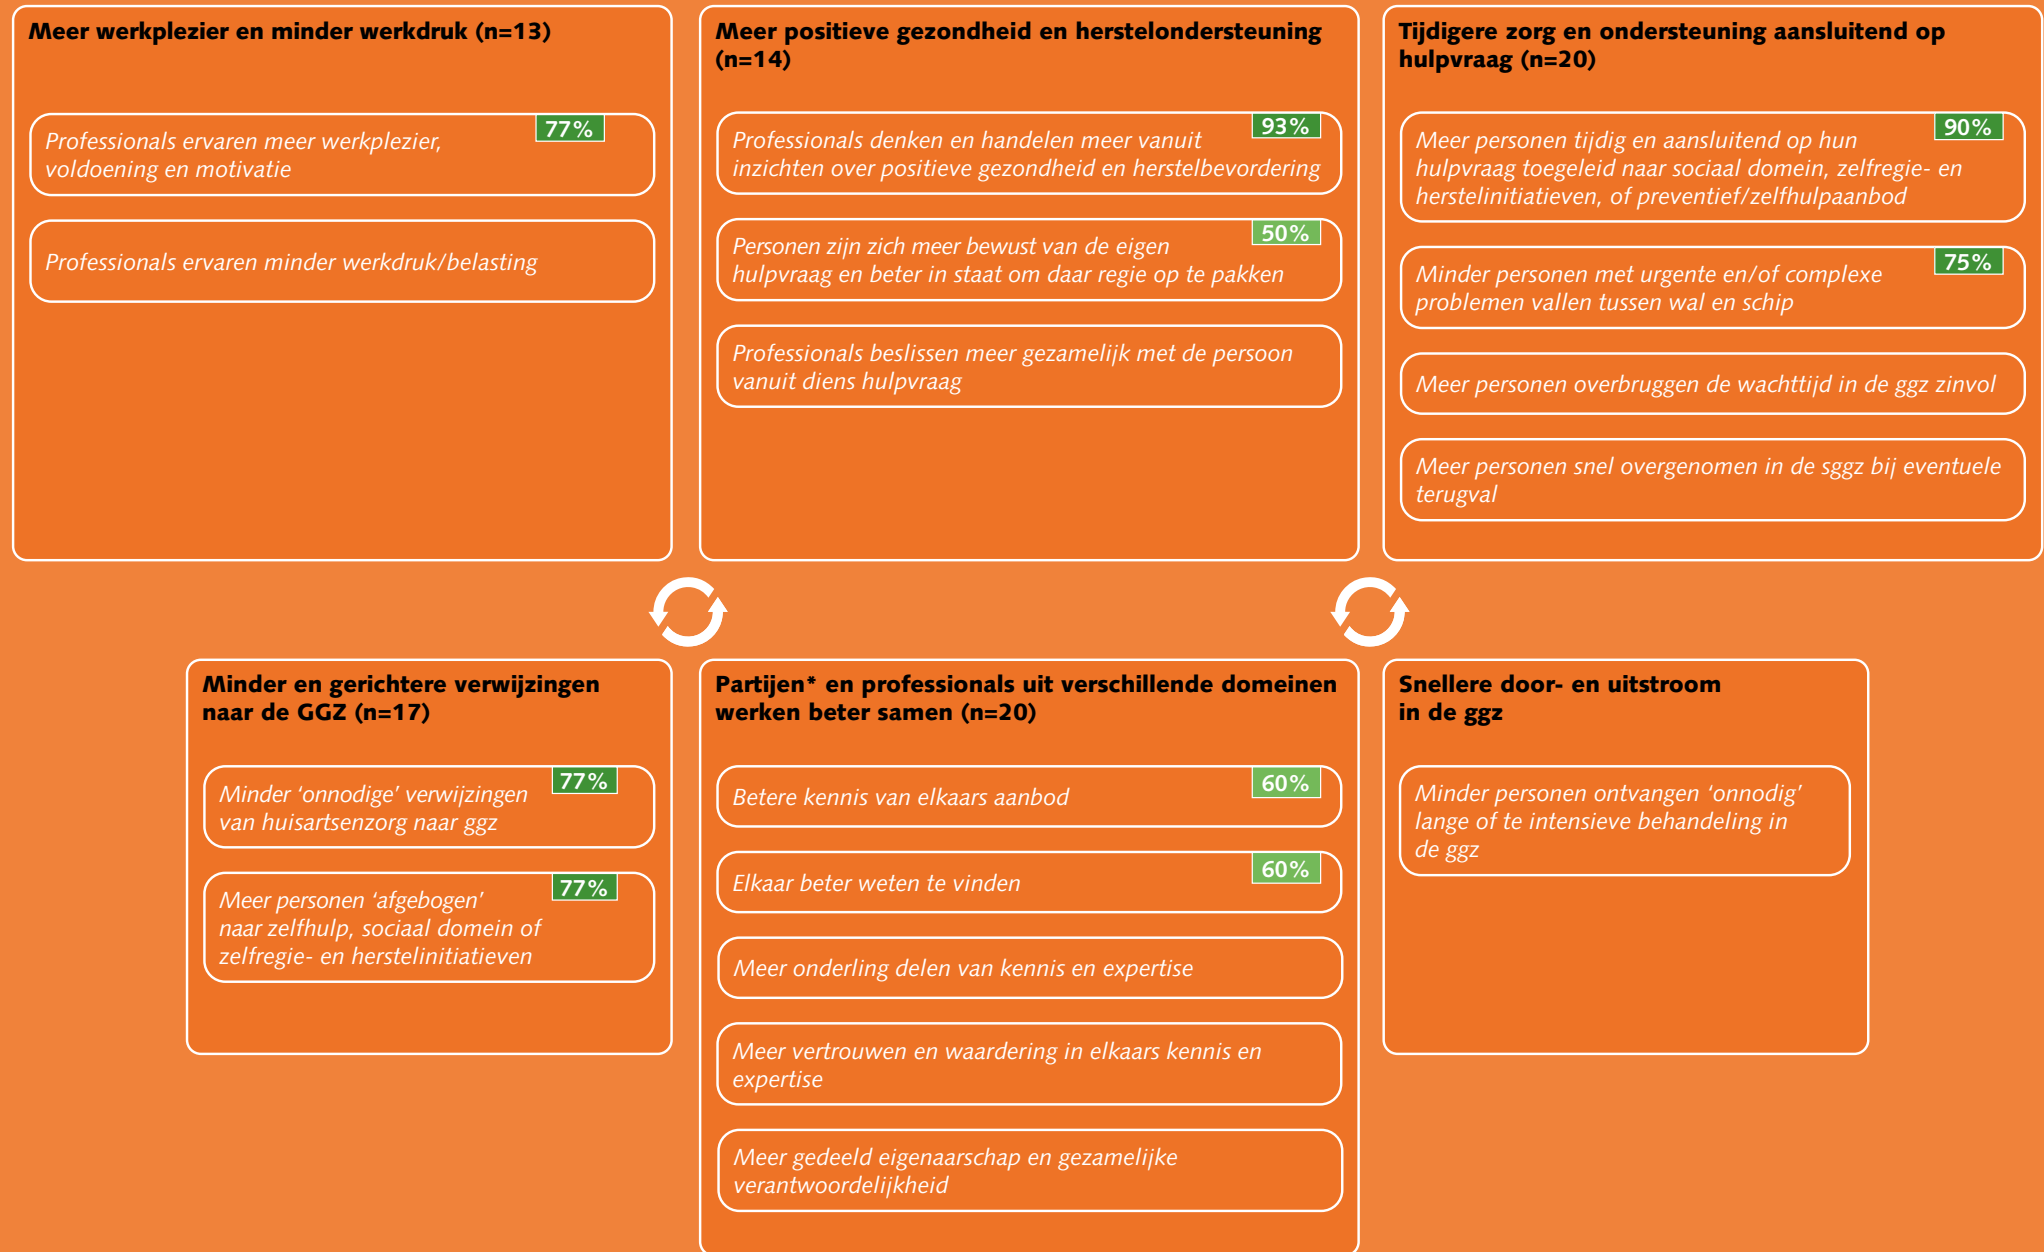 Meer werkplezier en minder werkdruk (n=13)
77%
Professionals ervaren meer werkplezier,
voldoening en motivatie
Professionals ervaren minder werkdruk/belasting
Meer positieve gezondheid en herstelondersteuning
(n=14)
93%
Professionals denken en handelen meer vanuit
inzichten over positieve gezondheid en herstelbevordering
50%
Personen zijn zich meer bewust van de eigen
hulpvraag en beter in staat om daar regie op te pakken
Professionals beslissen meer gezamelijk met de persoon
vanuit diens hulpvraag
Tijdigere zorg en ondersteuning aansluitend op
hulpvraag (n=20)
90%
Meer personen tijdig en aansluitend op hun
hulpvraag toegeleid naar sociaal domein, zelfregie- en
herstelinitiatieven, of preventief/zelfhulpaanbod
75%
Minder personen met urgente en/of complexe
problemen vallen tussen wal en schip
Meer personen overbruggen de wachttijd in de ggz zinvol
Meer personen snel overgenomen in de sggz bij eventuele
terugval
Minder en gerichtere verwijzingen
naar de GGZ (n=17)
77%
Minder ‘onnodige’ verwijzingen
van huisartsenzorg naar ggz
77%
Meer personen ‘afgebogen’
naar zelfhulp, sociaal domein of
zelfregie- en herstelinitiatieven
Partijen* en professionals uit verschillende domeinen
werken beter samen (n=20)
60%
Betere kennis van elkaars aanbod
60%
Elkaar beter weten te vinden
Meer onderling delen van kennis en expertise
Meer vertrouwen en waardering in elkaars kennis en
expertise
Meer gedeeld eigenaarschap en gezamelijke
verantwoordelijkheid
Snellere door- en uitstroom
in de ggz
Minder personen ontvangen ‘onnodig’
lange of te intensieve behandeling in
de ggz